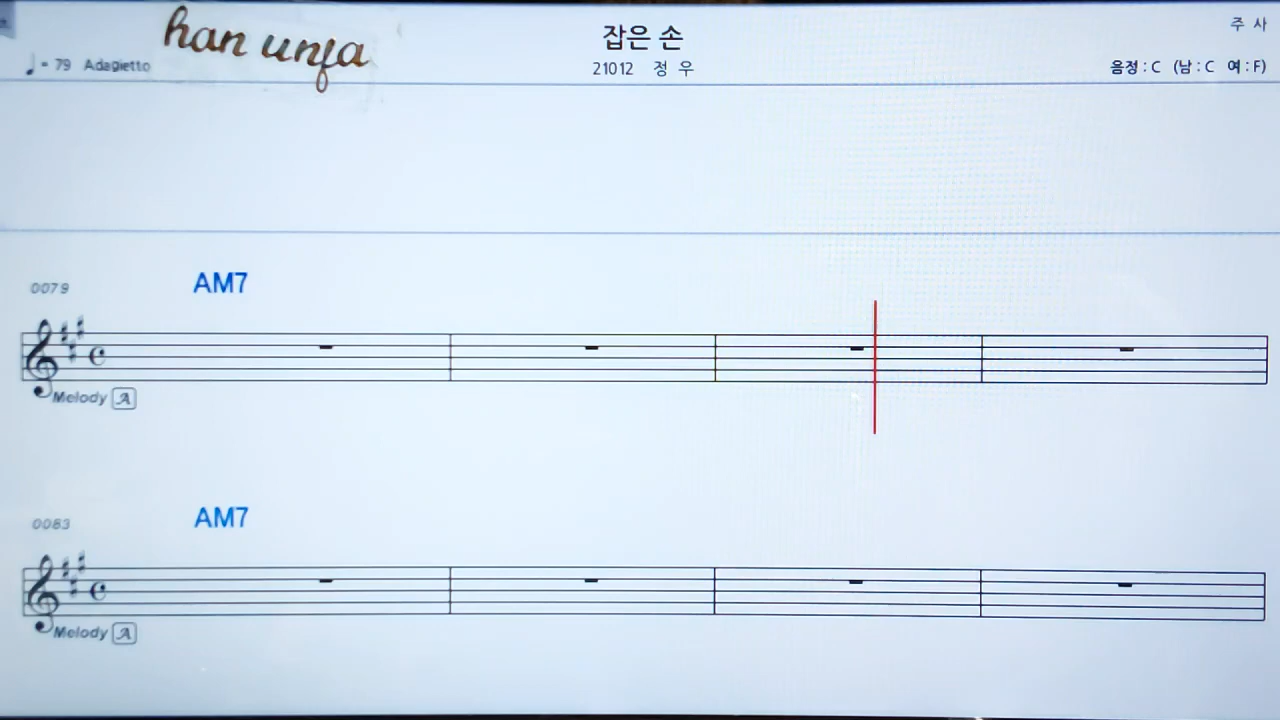 han unfa
잡은 손
주 사
♩ = 79 Adagietto
21012 정 우
음정 : C (남 : C 여 : F)
0079
AM7
Melody A
0083
AM7
Melody A